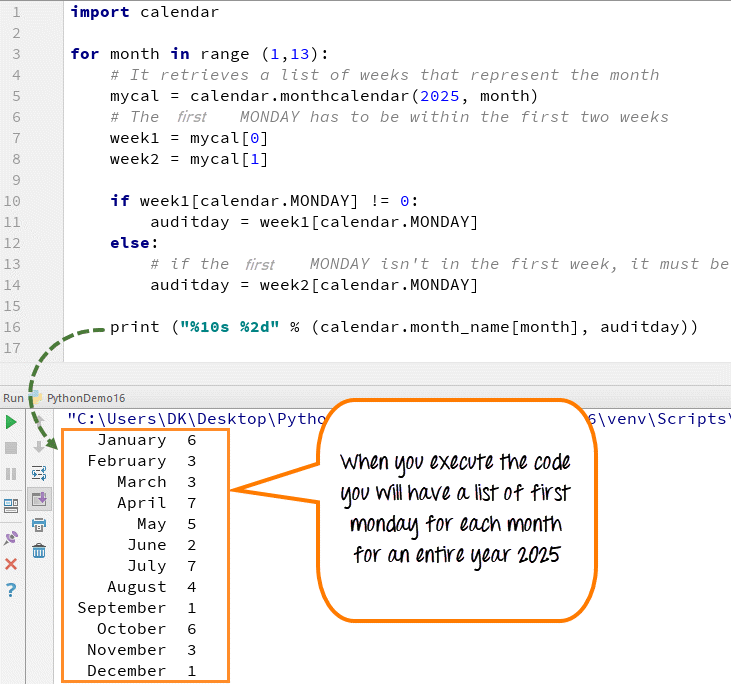 1 import calendar
2
3 for month in range (1,13):
4 # It retrieves a list of weeks that represent the month
5 mycal = calendar.monthcalendar(2025, month)
6 # The first MONDAY has to be within the first two weeks
7 week1 = mycal[0]
8 week2 = mycal[1]
9
10 if week1[calendar.MONDAY] != 0:
11 auditday = week1[calendar.MONDAY]
12 else:
13 # if the first MONDAY isn't in the first week, it must be
14 auditday = week2[calendar.MONDAY]
15
16 print ("%10s %2d" % (calendar.month_name[month], auditday))
17
Run PythonDemo16
"C:\Users\DK\Desktop\Pytho 6\venv\Scripts\
January 6
February 3
March 3
April 7
May 5
June 2
July 7
August 4
September 1
October 6
November 3
December 1
When you execute the code
you will have a list of first
monday for each month
for an entire year 2025